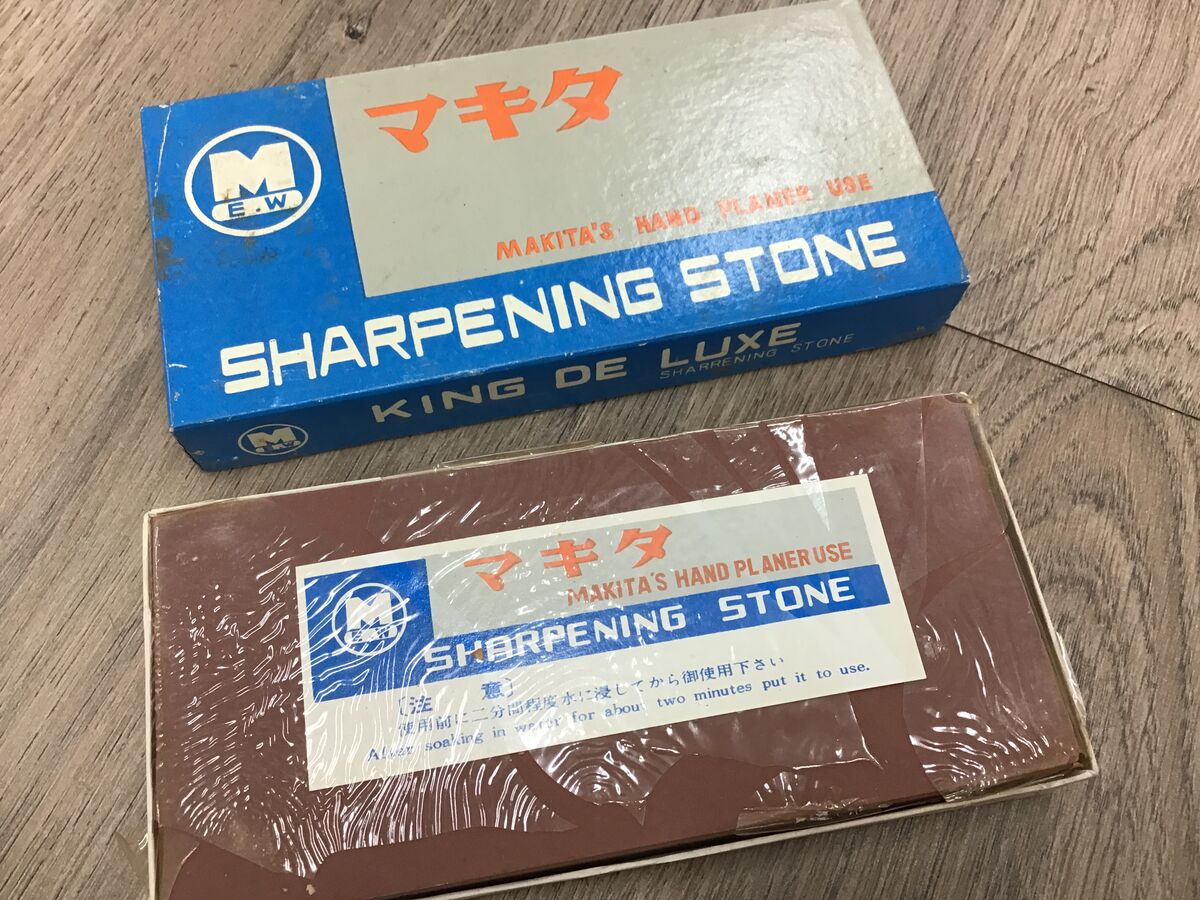 マキタ
M
E.W
MAKITA'S HAND PLANER USE
SHARPENING STONE
KING DE LUXE
SHARRENING STONE
M
E.W
マキタ
MAKITA'S HAND PLANER USE
M
SHARPENING STONE
〔注 意〕
使用前に二分間程度水に浸してから御使用下さい
After soaking in water for about two minutes put it to use.